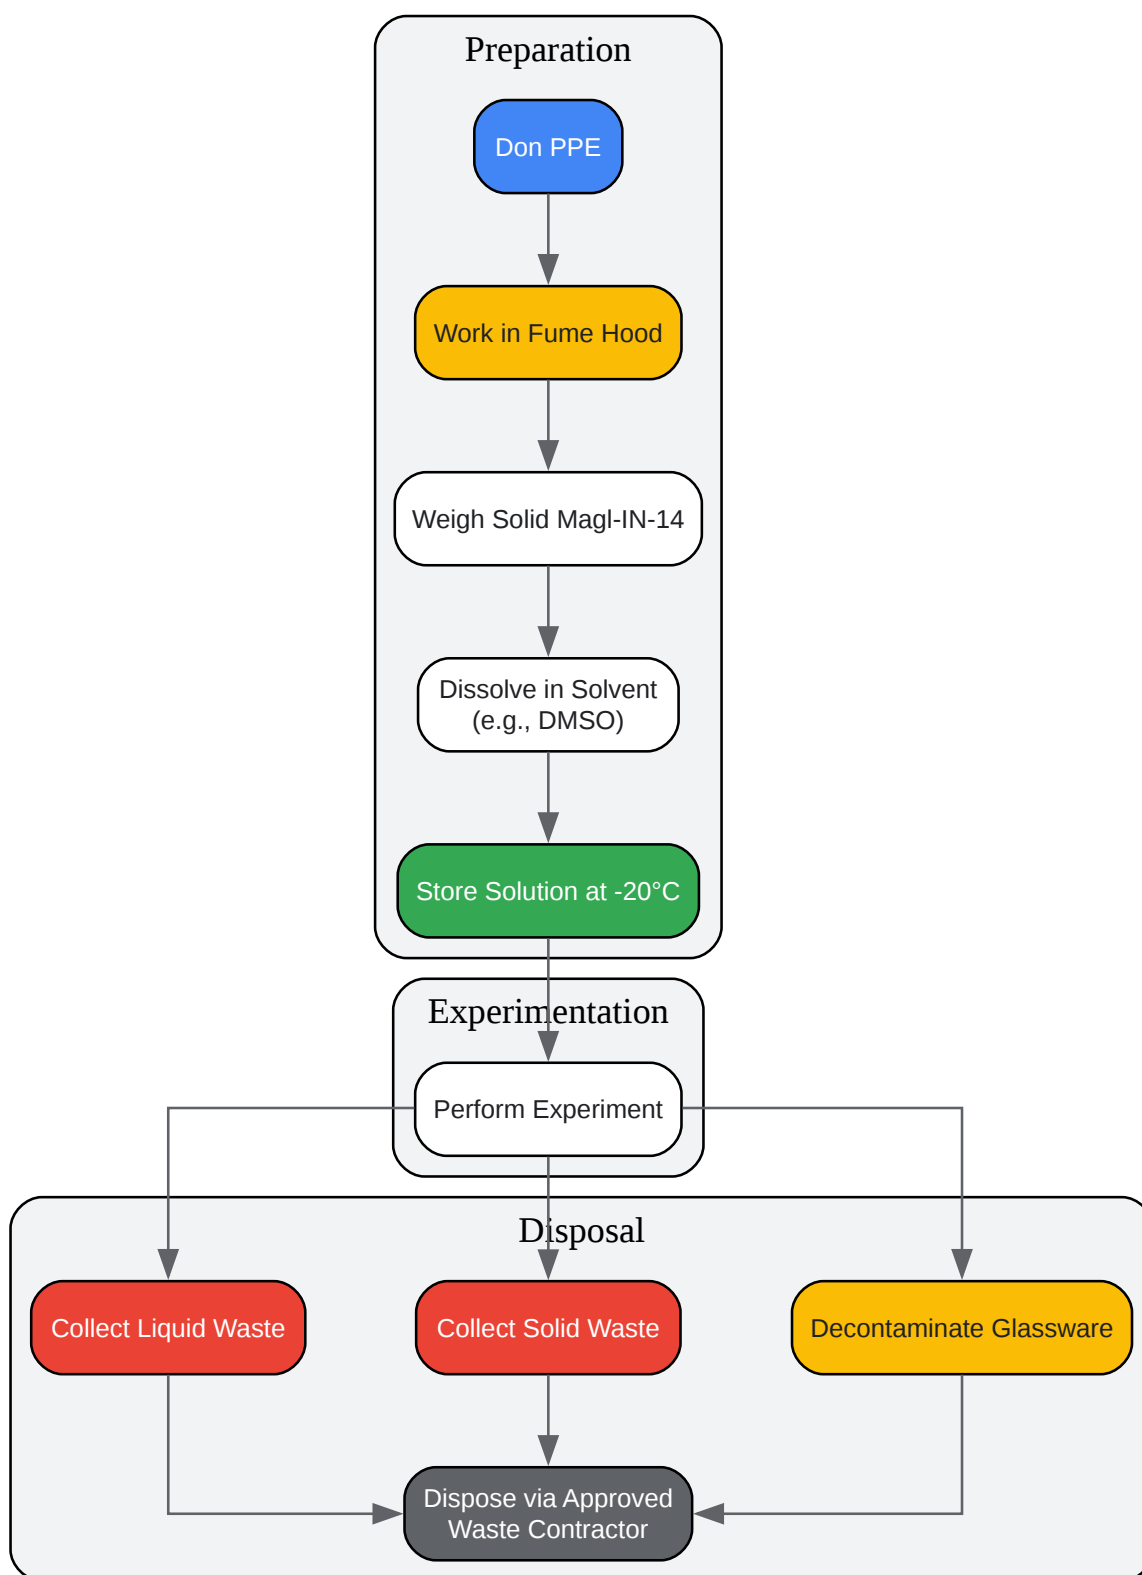 Preparation
Don PPE
Work in Fume Hood
Weigh Solid Magl-IN-14
Dissolve in Solvent
(e.g., DMSO)
Store Solution at -20°C
Experimentation
Perform Experiment
Disposal
Collect Liquid Waste
Collect Solid Waste
Decontaminate Glassware
Dispose via Approved
Waste Contractor